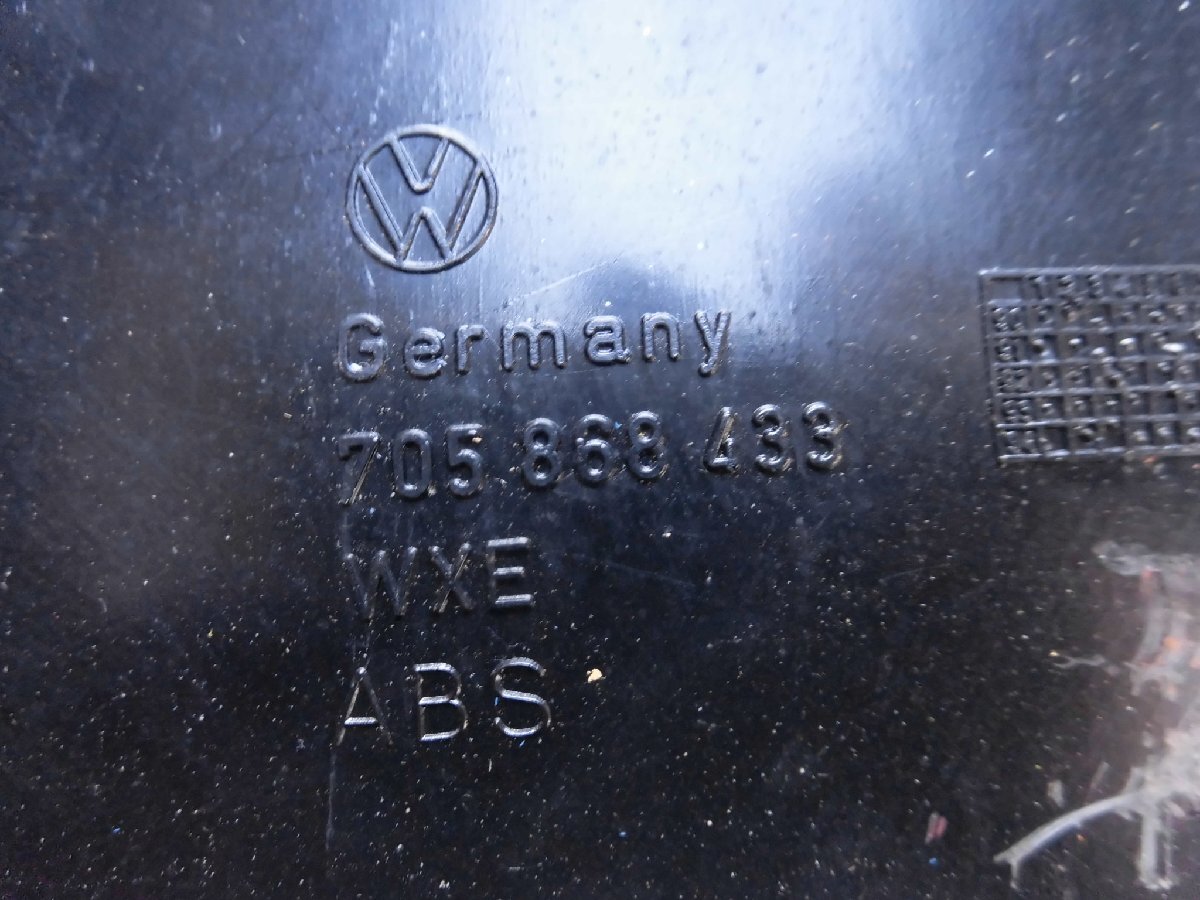 Germany
705 868 433
WXE
ABS